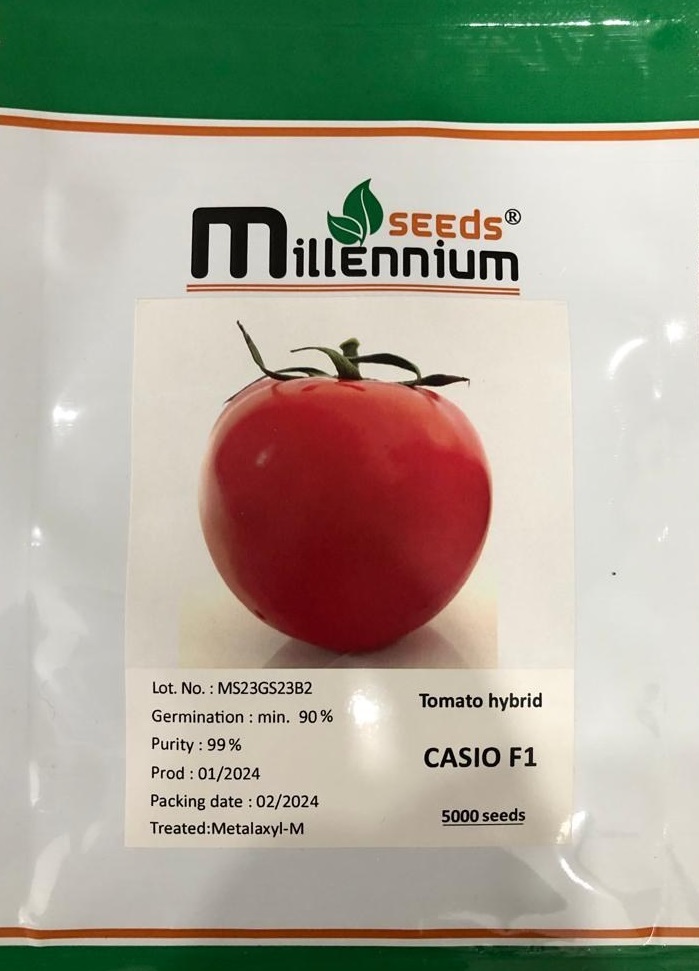 SEEds®
Millennium
Lot. No. : MS23GS23B2
Germination : min. 90%
Purity : 99%
Prod : 01/2024
Packing date : 02/2024
Treated:Metalaxyl-M
Tomato hybrid
CASIO F1
5000 seeds